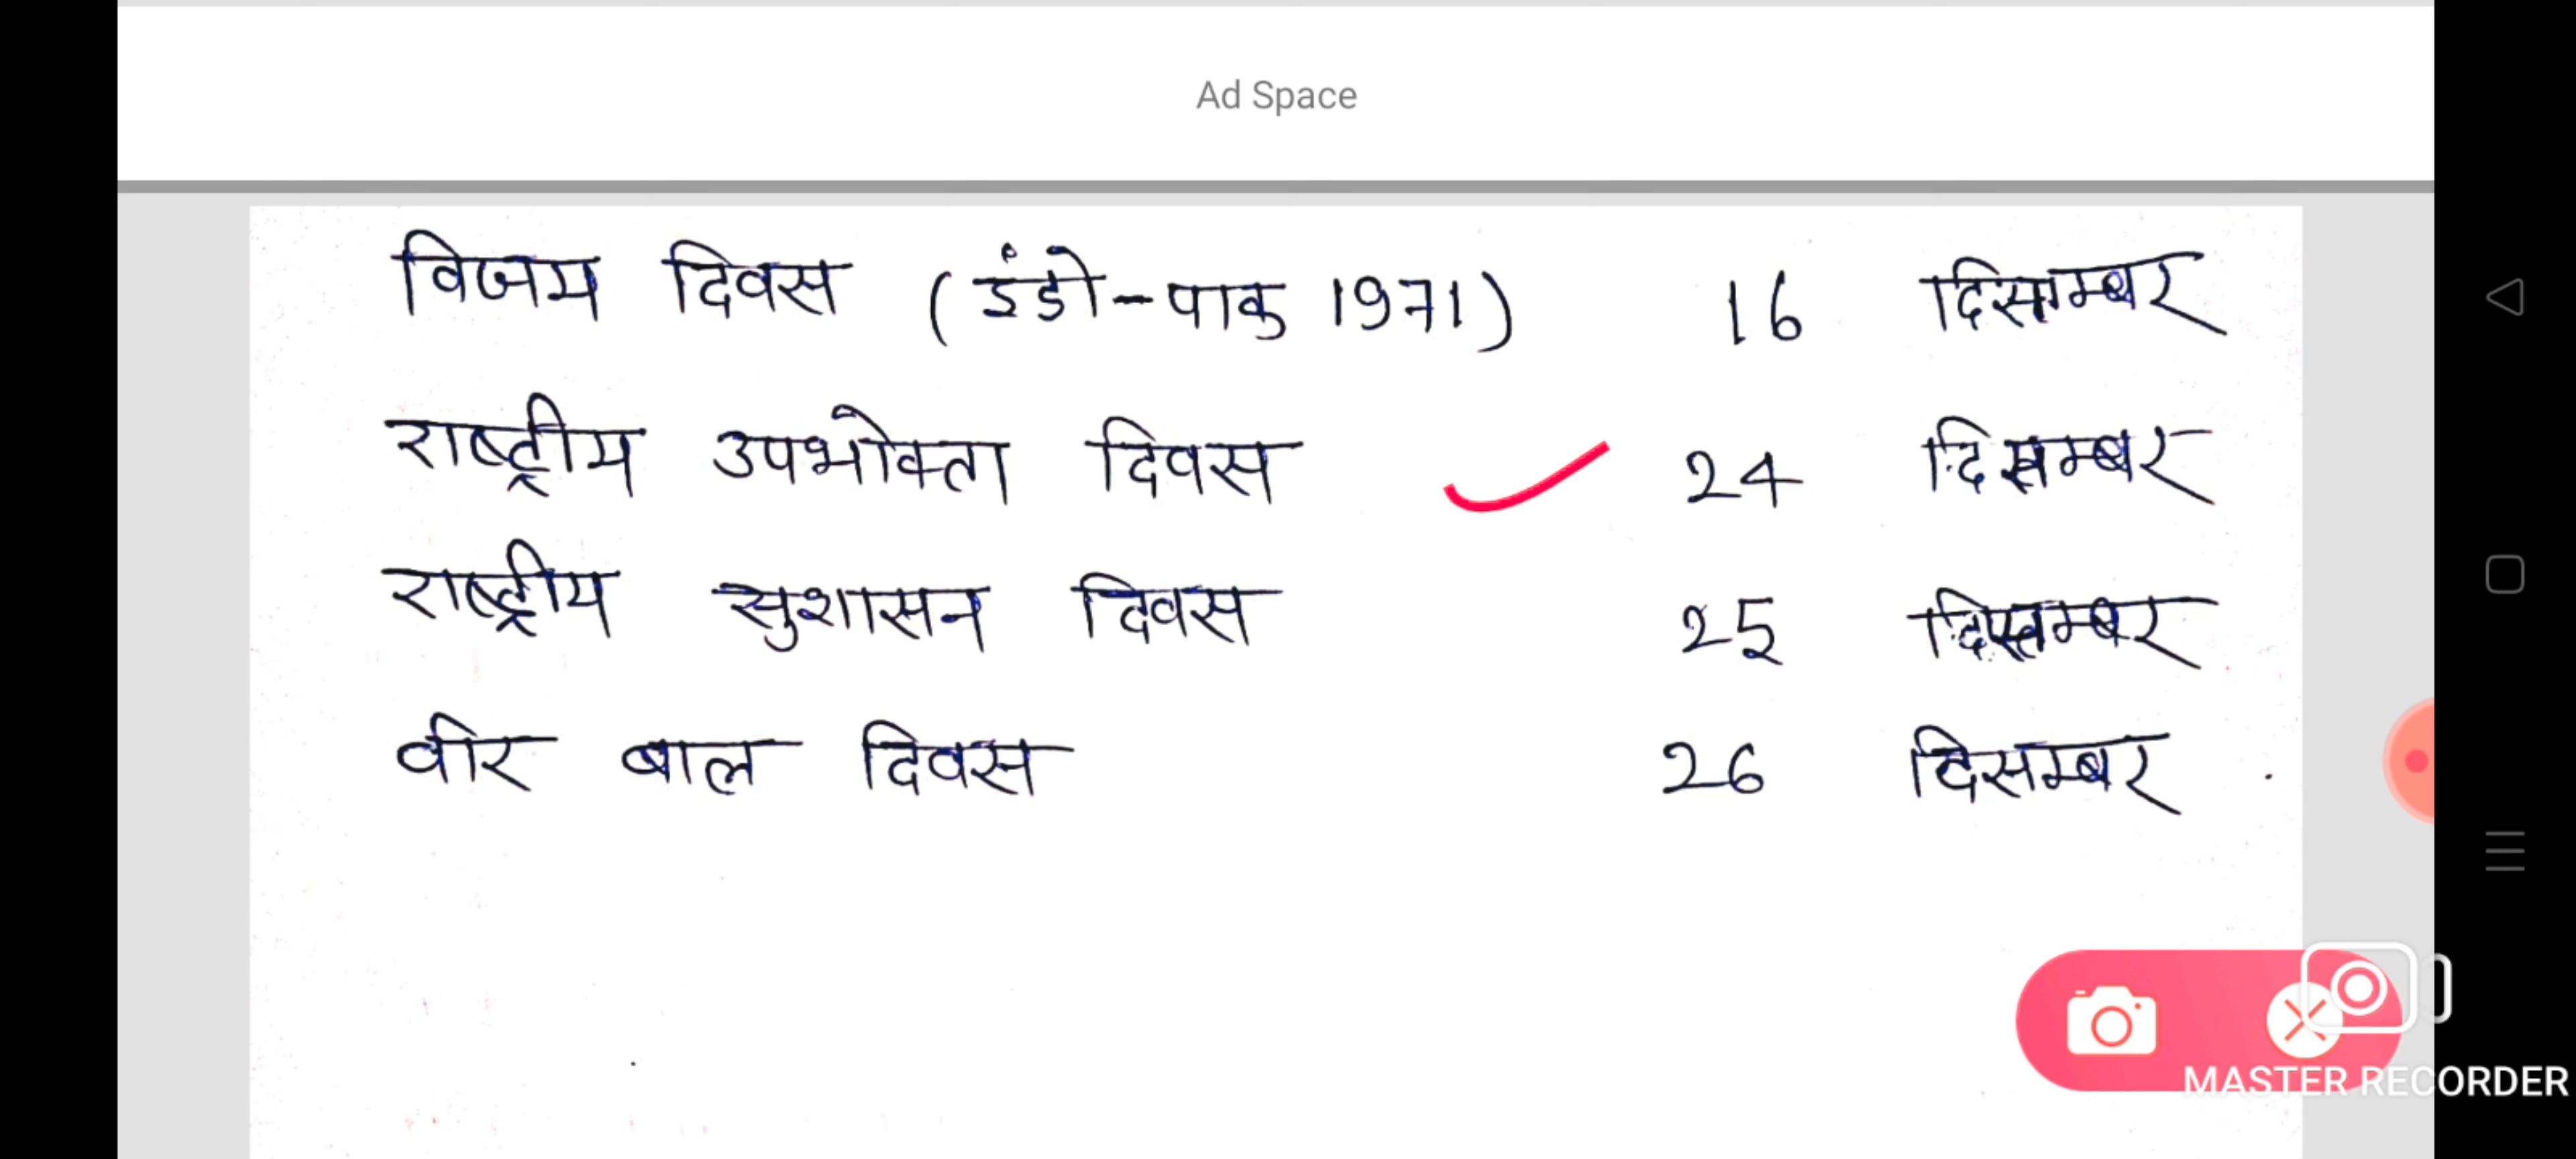 Ad Space
विजय दिवस (इंडो-पाक 1971) 16 दिसम्बर
राष्ट्रीय उपभोक्ता दिवस 24 दिसम्बर
राष्ट्रीय सुशासन दिवस 25 दिसम्बर
वीर बाल दिवस 26 दिसम्बर
MASTER RECORDER